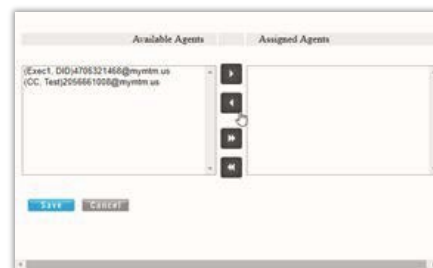 Available Agents Assigned Agents
(Exec1, DID)4706321468@mymtm.us
(CC, Test)2056661008@mymtm.us
Save Cancel